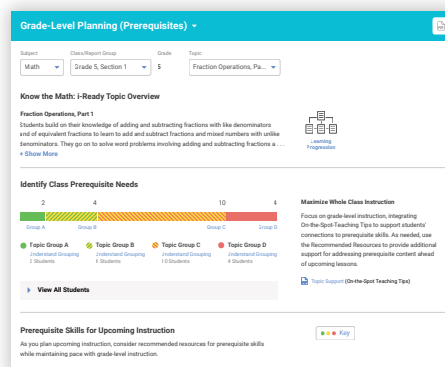 Grade-Level Planning (Prerequisites)
Subject Class/Report Group Grade Topic
Math Grade 5, Section 1 5 Fraction Operations, Pa...
Know the Math: i-Ready Topic Overview
Fraction Operations, Part 1
Students build on their knowledge of adding and subtracting fractions with like denominators
and of equivalent fractions to learn to add and subtract fractions and mixed numbers with unlike
denominators. They go on to solve word problems involving adding and subtracting fractions a . . .
+ Show More
Learning
Progression
Identify Class Prerequisite Needs
2 4 10 4
Group A Group B Group C Group D
Topic Group A Topic Group B Topic Group C Topic Group D
Understand Grouping Understand Grouping Understand Grouping Understand Grouping
Students Students 10 Students 4 Students
View All Students
Maximize Whole Class Instruction
Focus on grade-level instruction, integrating
On-the-Spot-Teaching Tips to support students'
connections to prerequisite skills. As needed, use
the Recommended Resources to provide additional
support for addressing prerequisite content ahead
of upcoming lessons.
Topic Support (On-the-Spot Teaching Tips)
Prerequisite Skills for Upcoming Instruction
As you plan upcoming instruction, consider recommended resources for prerequisite skills
while maintaining pace with grade-level instruction.
Key